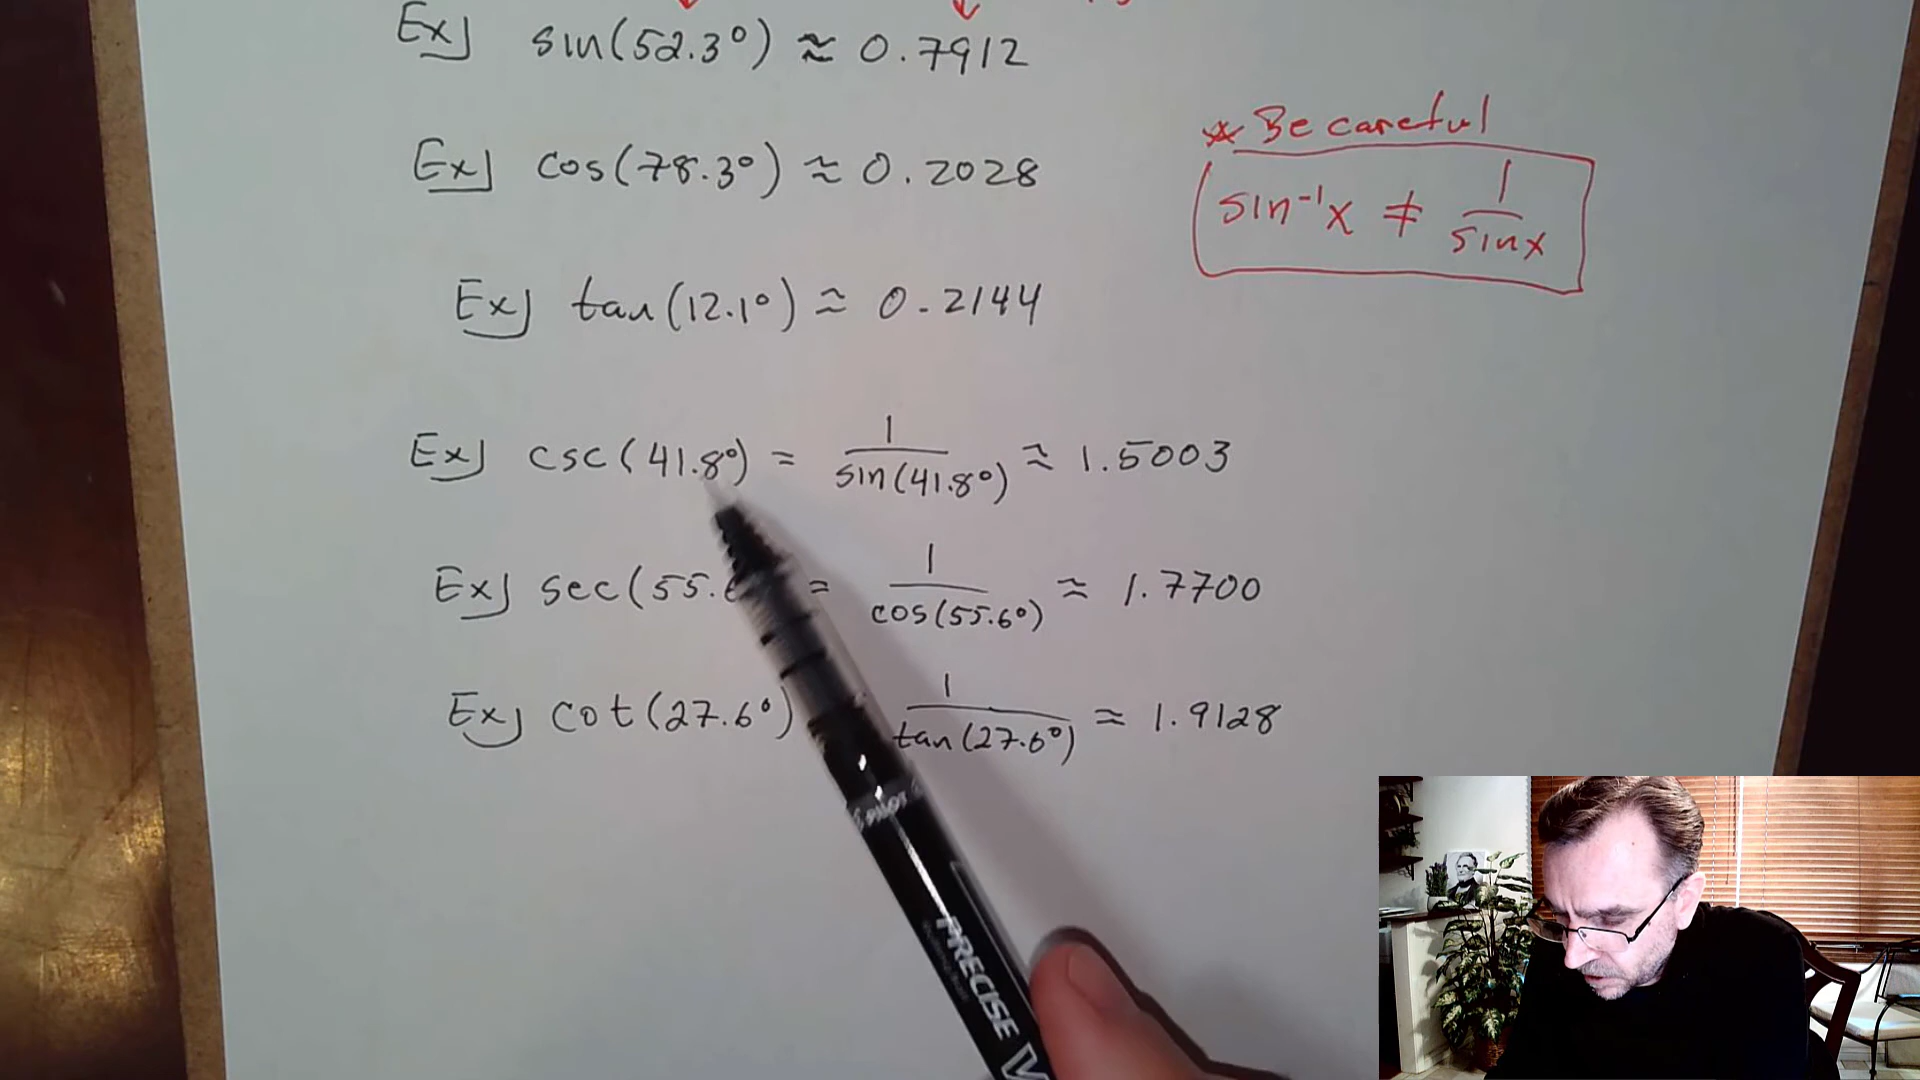 Ex] sin(52.3°) ≈ 0.7912
Ex] cos(78.3°) ≈ 0.2028
* Be careful
sin⁻¹x ≠ 1/sinx
Ex] tan(12.1°) ≈ 0.2144
Ex] csc(41.8°) = 1/sin(41.8°) ≈ 1.5003
Ex] sec(55.6 = 1/cos(55.6°) ≈ 1.7700
Ex] cot(27.6°) 1/tan(27.6°) ≈ 1.9128
PILOT
PRECISE V